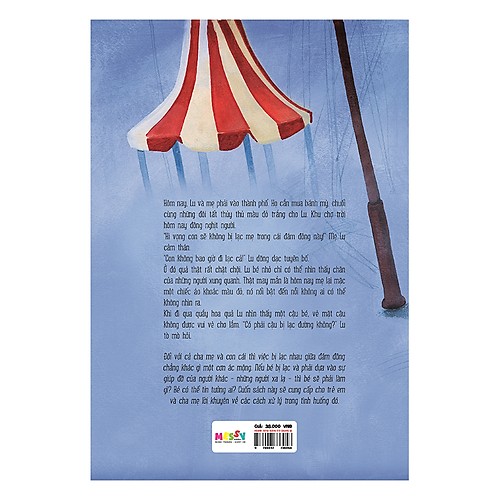 Hôm nay, Lu và mẹ phải vào thành phố. Họ cần mua bánh mỳ, chuối
cùng những đôi tất thủy thủ màu đỏ trắng cho Lu. Khu chợ trời
hôm nay đông nghịt người.
"Hi vọng con sẽ không bị lạc mẹ trong cái đám đông này!" Mẹ Lu
cảm thán.
"Con không bao giờ đi lạc cả!" Lu dõng dạc tuyên bố.
Ở đó quả thật rất chật chội. Lu bé nhỏ chỉ có thể nhìn thấy chân
của những người xung quanh. Thật may mắn là hôm nay mẹ lại mặc
một chiếc áo khoác màu đỏ, nó nổi bật đến nỗi không ai có thể
không nhìn ra.
Khi đi qua quầy hoa quả Lu nhìn thấy một cậu bé, vẻ mặt cậu
không được vui vẻ cho lắm. "Có phải cậu bị lạc đường không?" Lu
tò mò hỏi.
Đối với cả cha mẹ và con cái thì việc bị lạc nhau giữa đám đông
chẳng khác gì một cơn ác mộng. Nếu bé bị lạc và phải dựa vào sự
giúp đỡ của người khác - những người xa lạ - thì bé sẽ phải làm
gì? Bé có thể tin tưởng ai? Cuốn sách này sẽ cung cấp cho trẻ em
và cha mẹ lời khuyên về các cách xử lý trong tình huống đó.
MESSY
Giá: 38.000 VNĐ